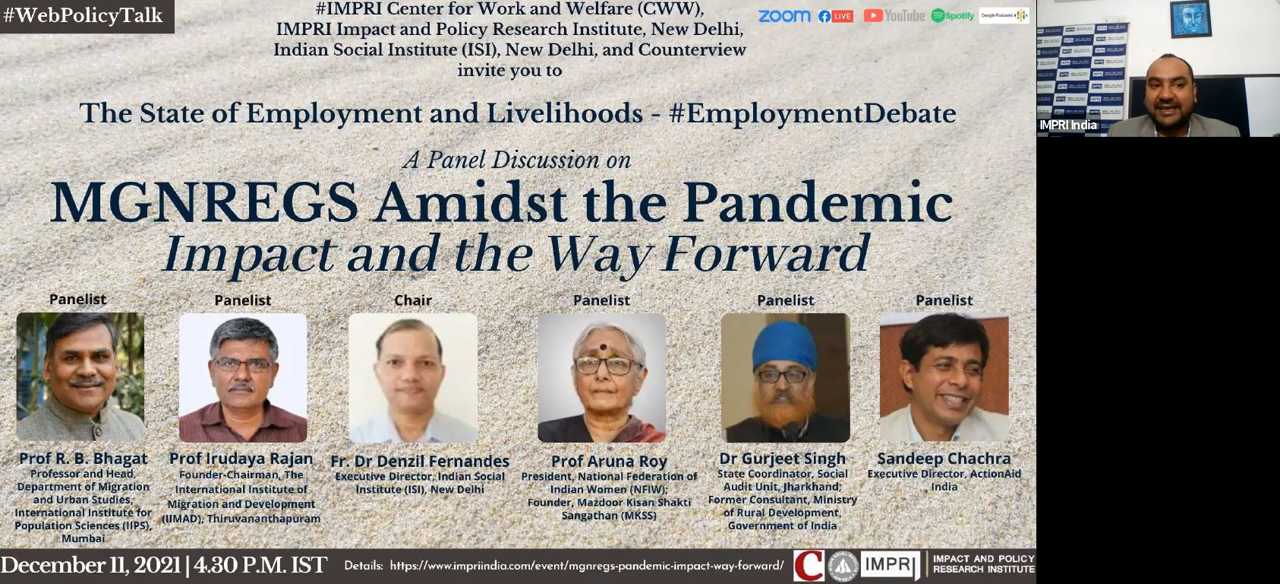 #WebPolicyTalk
#IMPRI Center for Work and Welfare (CWW),
IMPRI Impact and Policy Research Institute, New Delhi,
Indian Social Institute (ISI), New Delhi, and Counterview
invite you to
zoom
LIVE
YouTube
Spotify
Google Podcasts
The State of Employment and Livelihoods - #EmploymentDebate
A Panel Discussion on
MGNREGS Amidst the Pandemic
Impact and the Way Forward
Panelist
Prof R. B. Bhagat
Professor and Head,
Department of Migration
and Urban Studies,
International Institute for
Population Sciences (IIPS),
Mumbai
Panelist
Prof Irudaya Rajan
Founder-Chairman, The
International Institute of
Migration and Development
(IIMAD), Thiruvananthapuram
Chair
Fr. Dr Denzil Fernandes
Executive Director, Indian Social
Institute (ISI), New Delhi
Panelist
Prof Aruna Roy
President, National Federation of
Indian Women (NFIW);
Founder, Mazdoor Kisan Shakti
Sangathan (MKSS)
Panelist
Dr Gurjeet Singh
State Coordinator, Social
Audit Unit, Jharkhand;
Former Consultant, Ministry
of Rural Development,
Government of India
Panelist
Sandeep Chachra
Executive Director, ActionAid
India
December 11, 2021 | 4.30 P.M. IST
Details: https://www.impriindia.com/event/mgnregs-pandemic-impact-way-forward/
C
IMPRI
IMPACT AND POLICY
RESEARCH INSTITUTE
IMPRI India